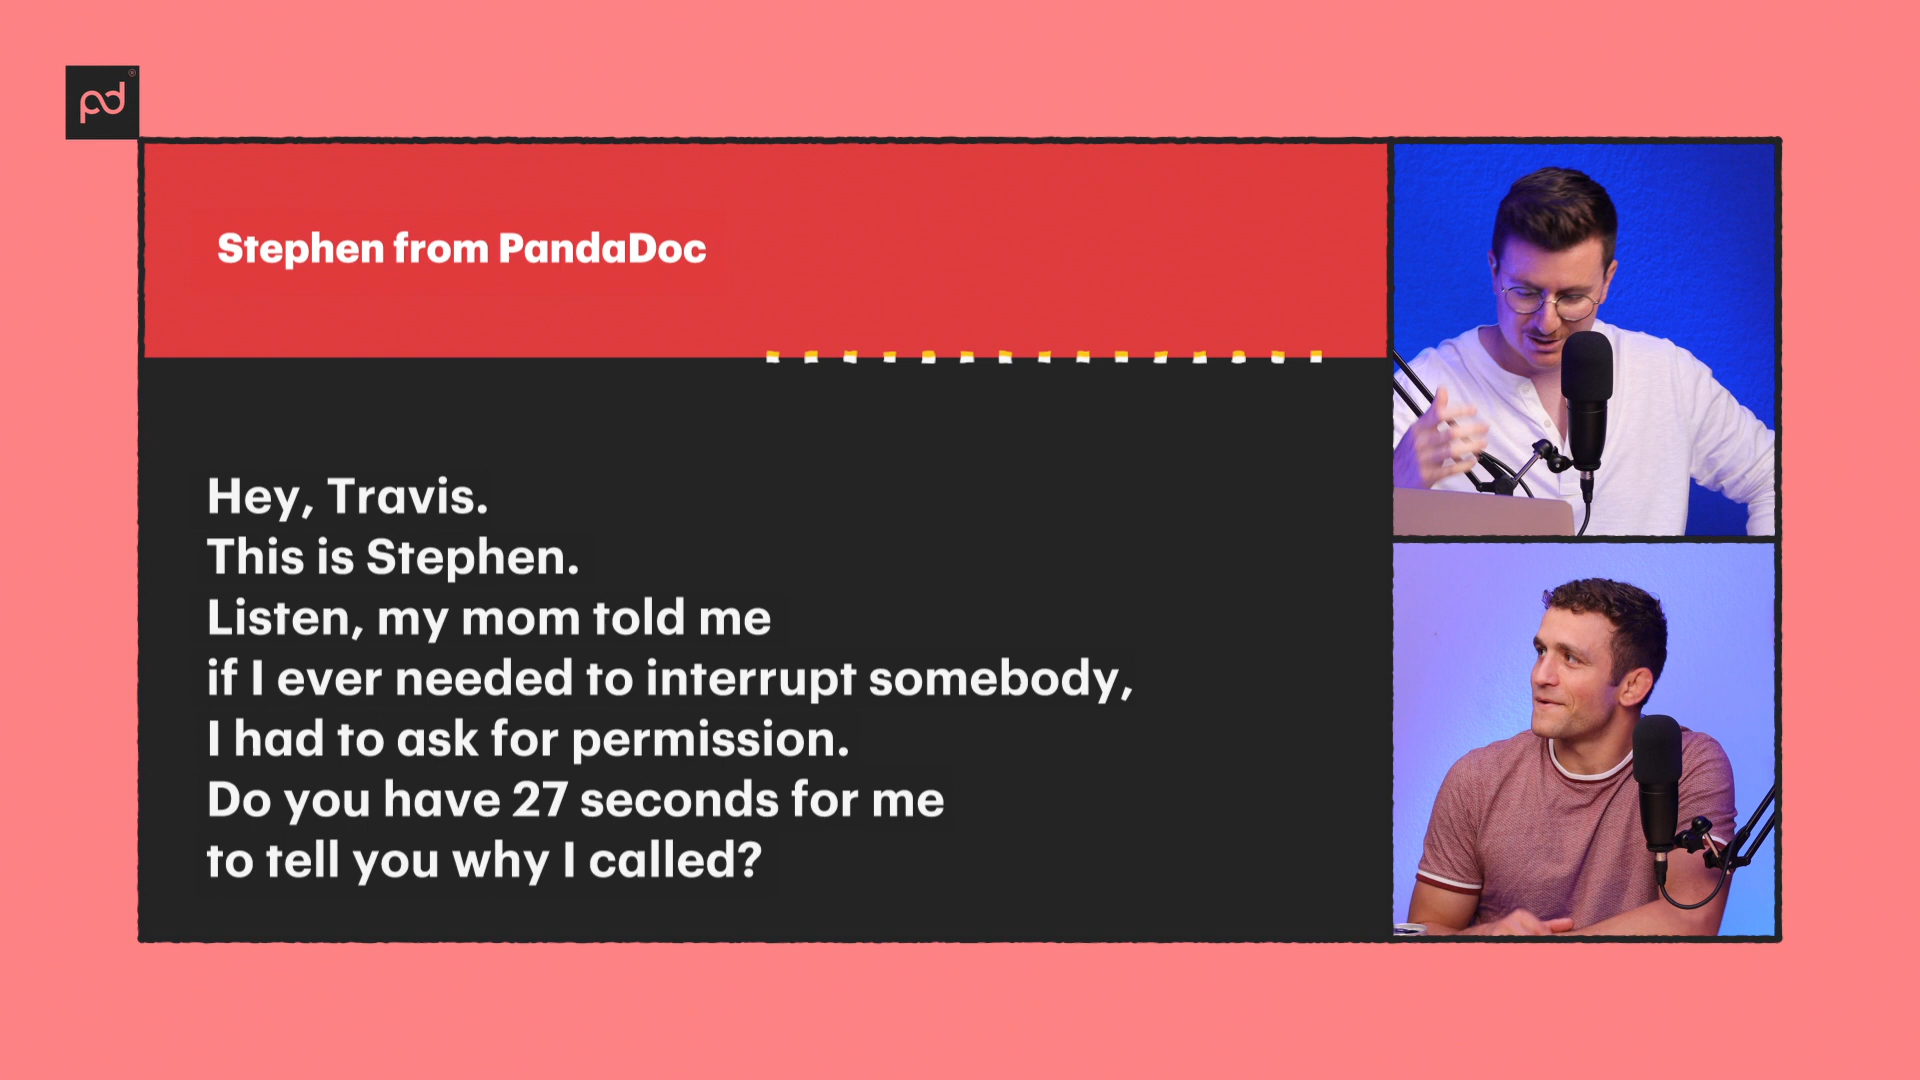 pd®
Stephen from PandaDoc
Hey, Travis.
This is Stephen.
Listen, my mom told me
if I ever needed to interrupt somebody,
I had to ask for permission.
Do you have 27 seconds for me
to tell you why I called?